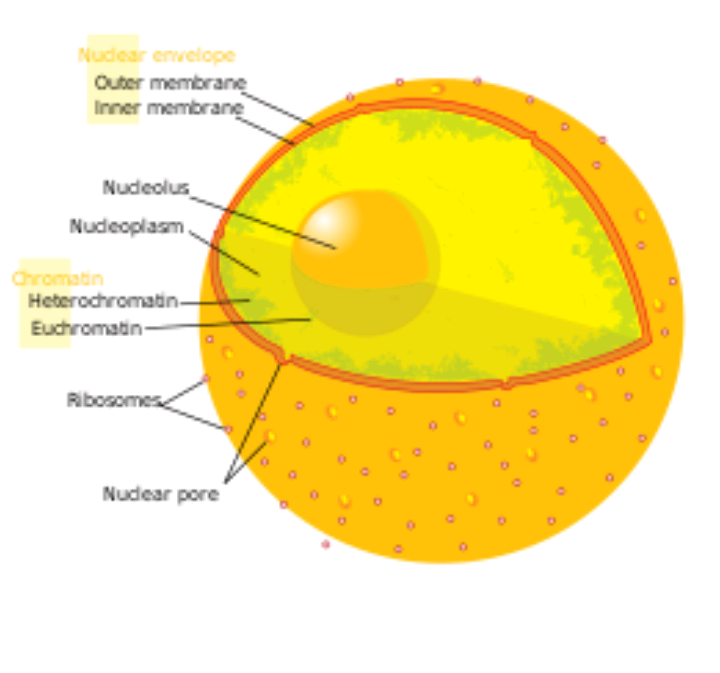 Nuclear envelope
Outer membrane
Inner membrane
Nucleolus
Nucleoplasm
Chromatin
Heterochromatin
Euchromatin
Ribosomes
Nuclear pore